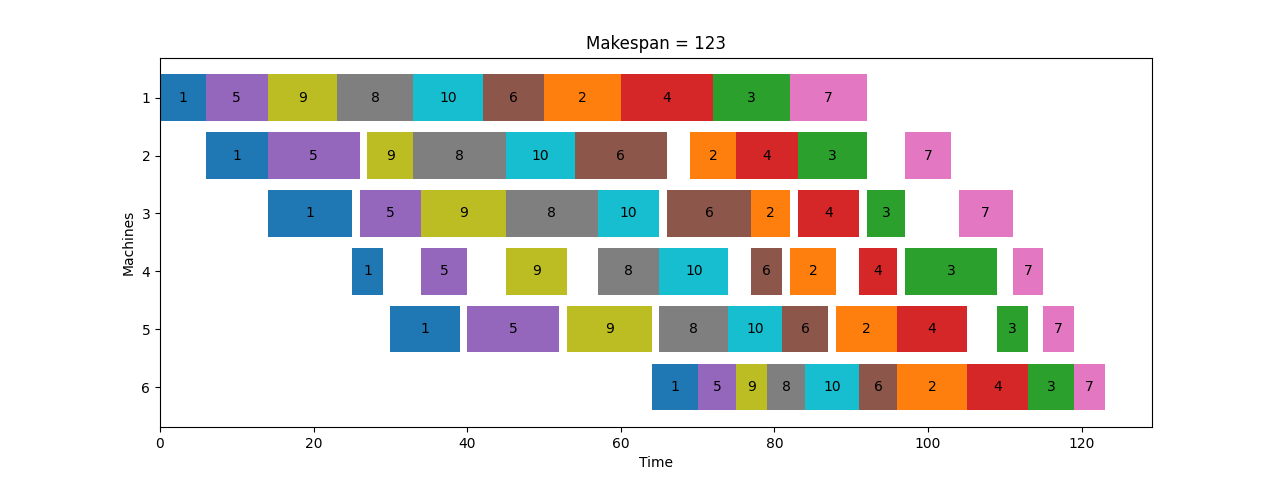 Makespan = 123
1 1 5 9 8 10 6 2 4 3 7
2 1 5 9 8 10 6 2 4 3 7
3 1 5 9 8 10 6 2 4 3 7
4 1 5 9 8 10 6 2 4 3 7
5 1 5 9 8 10 6 2 4 3 7
6 1 5 9 8 10 6 2 4 3 7
Machines
0 20 40 60 80 100 120
Time